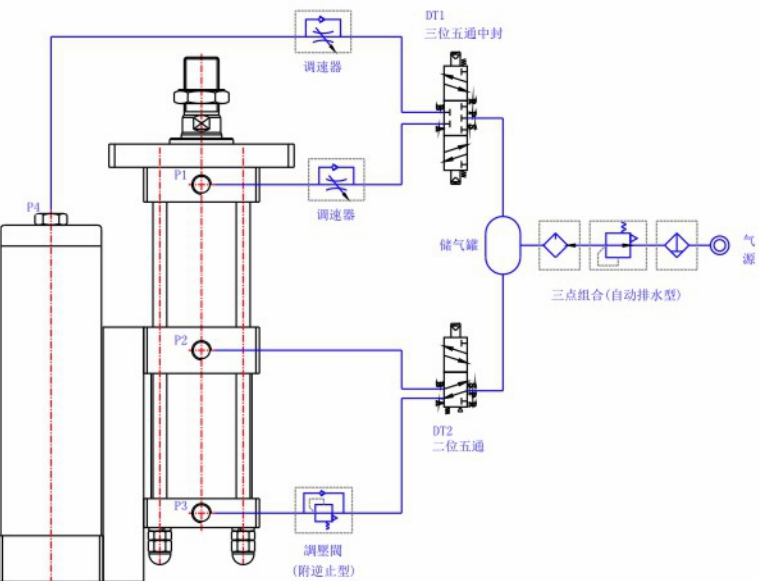 DT1
三位五通中封
调速器
P1
调速器
P4
储气罐
气
源
三点组合(自动排水型)
P2
DT2
二位五通
P3
調壓閥
(附逆止型)